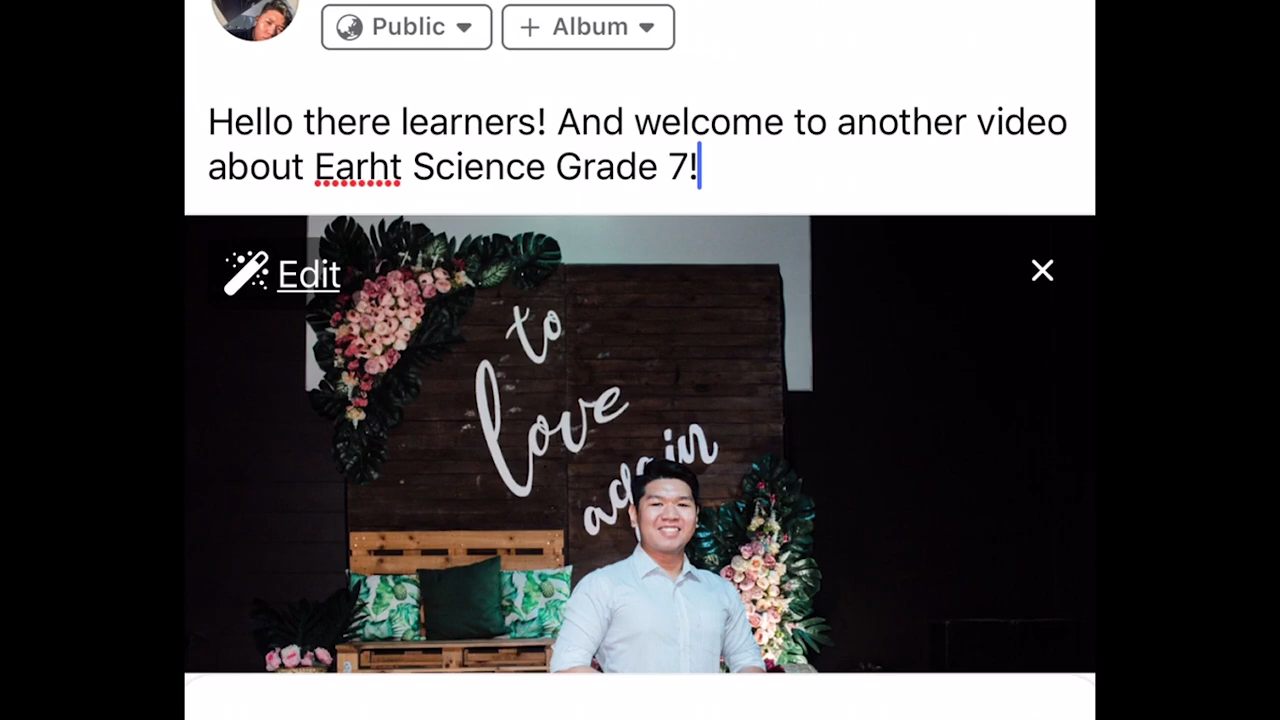 Public
+ Album
Hello there learners! And welcome to another video
about Earht Science Grade 7!
Edit
to
love
again